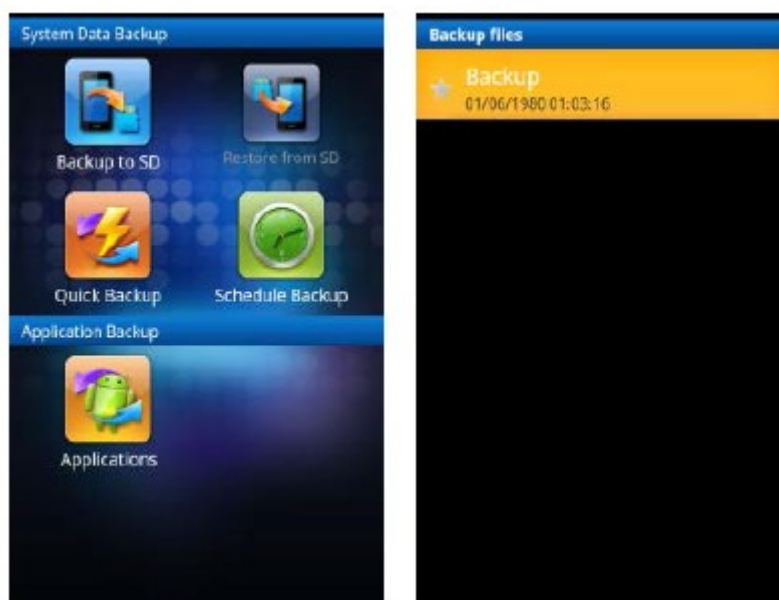 System Data Backup
Backup to SD
Restore from SD
Quick Backup
Schedule Backup
Application Backup
Applications
Backup files
Backup
01/06/1980 01:03:16